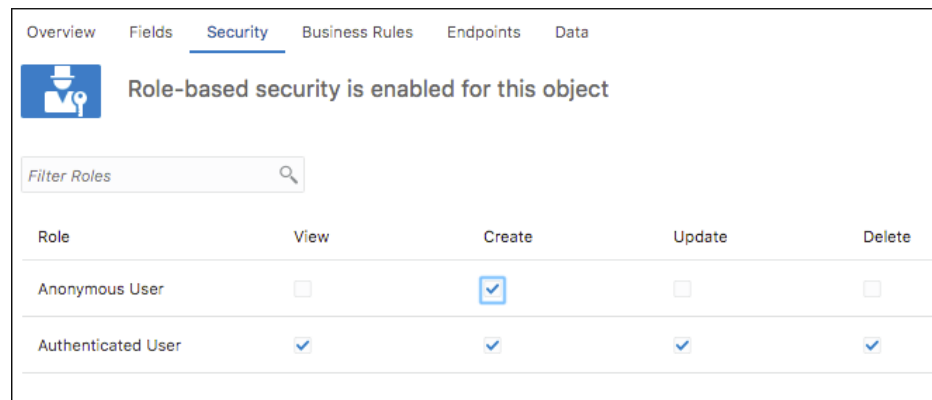 Overview Fields Security Business Rules Endpoints Data
Role-based security is enabled for this object
Filter Roles
Role View Create Update Delete
Anonymous User
Authenticated User